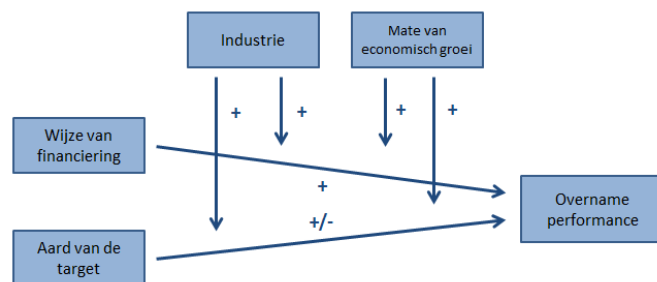 Industrie
Mate van
economisch groei
+
+
+
+
Wijze van
financiering
+
Overname
performance
+/-
Aard van de
target